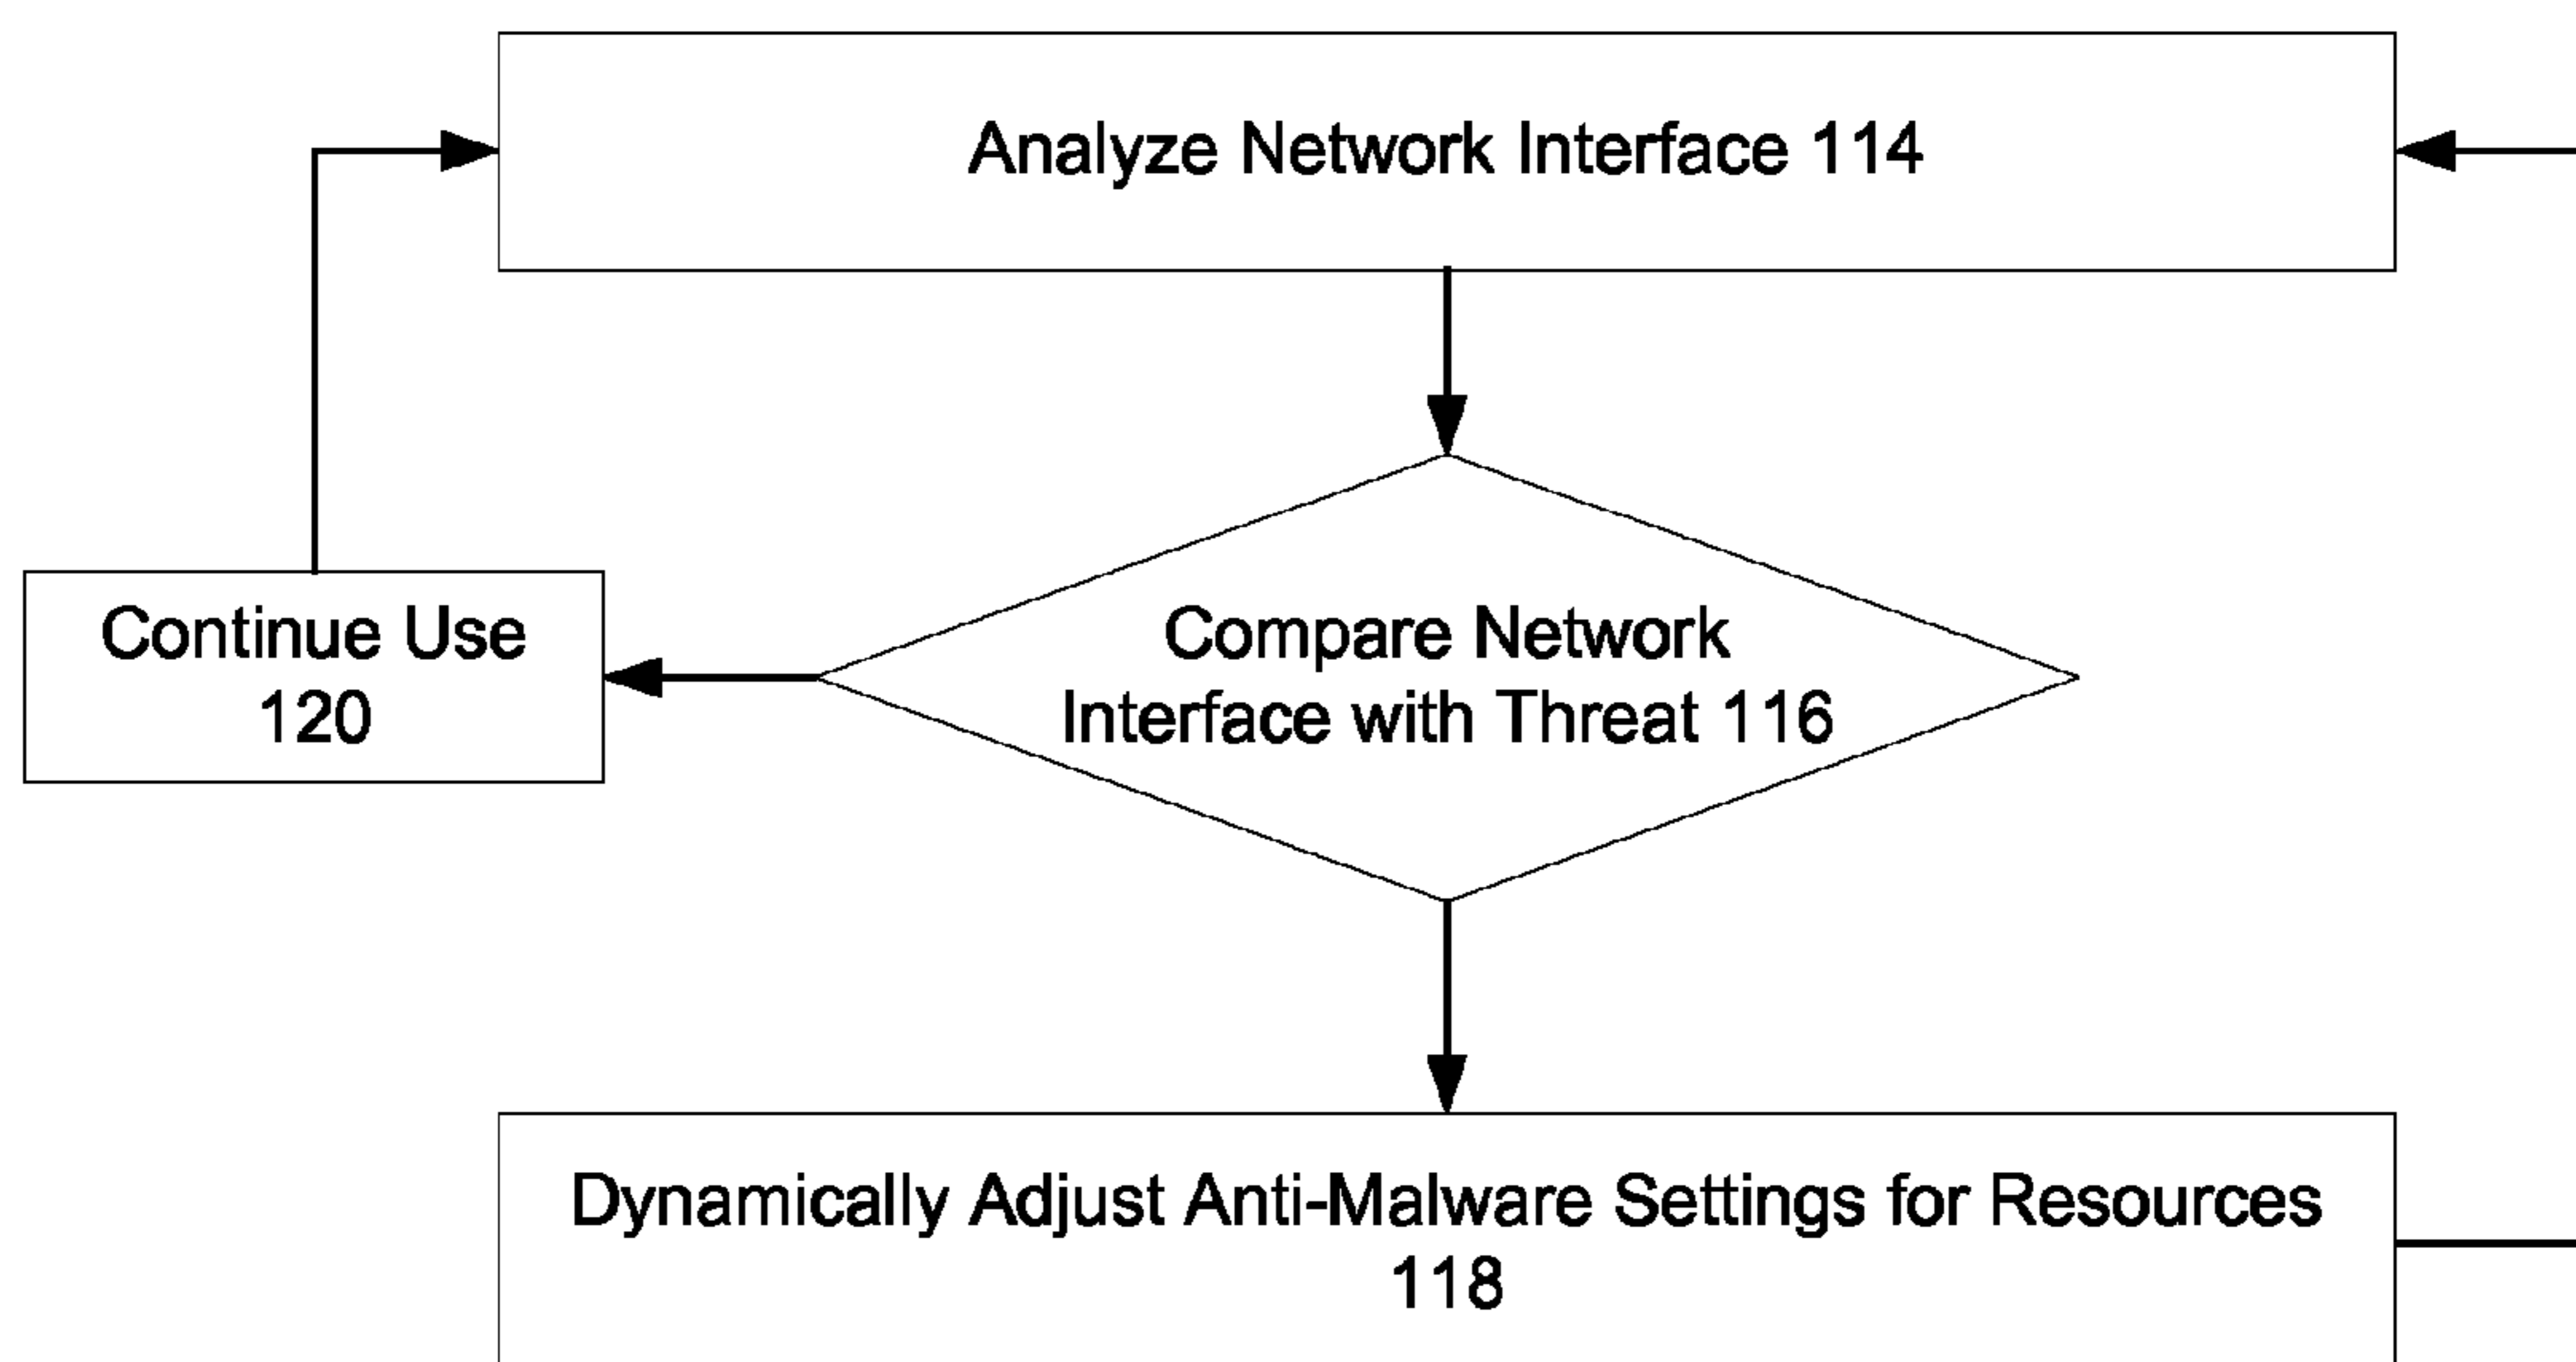 Analyze Network Interface 114
Compare Network
Interface with Threat 116
Continue Use
120
Dynamically Adjust Anti-Malware Settings for Resources
118